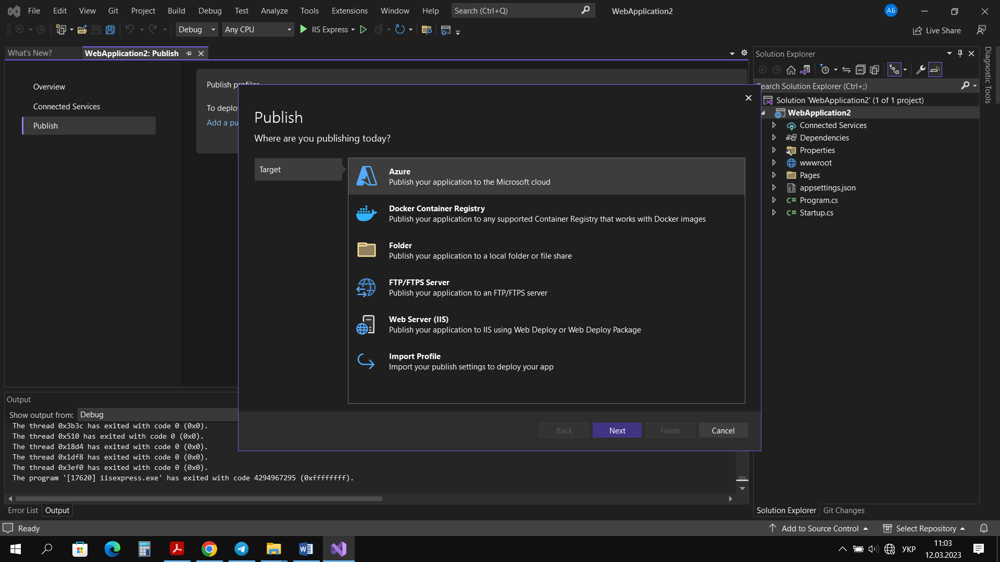 File Edit View Git Project Build Debug Test Analyze Tools Extensions Window Help Search (Ctrl+Q) WebApplication2 АБ
Debug Any CPU IIS Express Live Share
What's New? WebApplication2: Publish
Overview
Connected Services
Publish
Publish profiles
To deploy
Add a pu
Publish
Where are you publishing today?
Target
Azure
Publish your application to the Microsoft cloud
Docker Container Registry
Publish your application to any supported Container Registry that works with Docker images
Folder
Publish your application to a local folder or file share
FTP/FTPS Server
Publish your application to an FTP/FTPS server
Web Server (IIS)
Publish your application to IIS using Web Deploy or Web Deploy Package
Import Profile
Import your publish settings to deploy your app
Back Next Finish Cancel
Solution Explorer
Search Solution Explorer (Ctrl+;)
Solution 'WebApplication2' (1 of 1 project)
WebApplication2
Connected Services
Dependencies
Properties
wwwroot
Pages
appsettings.json
C# Program.cs
C# Startup.cs
Diagnostic Tools
Output
Show output from: Debug
The thread 0x3b3c has exited with code 0 (0x0).
The thread 0x510 has exited with code 0 (0x0).
The thread 0x18d4 has exited with code 0 (0x0).
The thread 0x1df8 has exited with code 0 (0x0).
The thread 0x3ef0 has exited with code 0 (0x0).
The program '[17620] iisexpress.exe' has exited with code 4294967295 (0xffffffff).
Error List Output
Solution Explorer Git Changes
Ready Add to Source Control Select Repository
УКР
11:03
12.03.2023